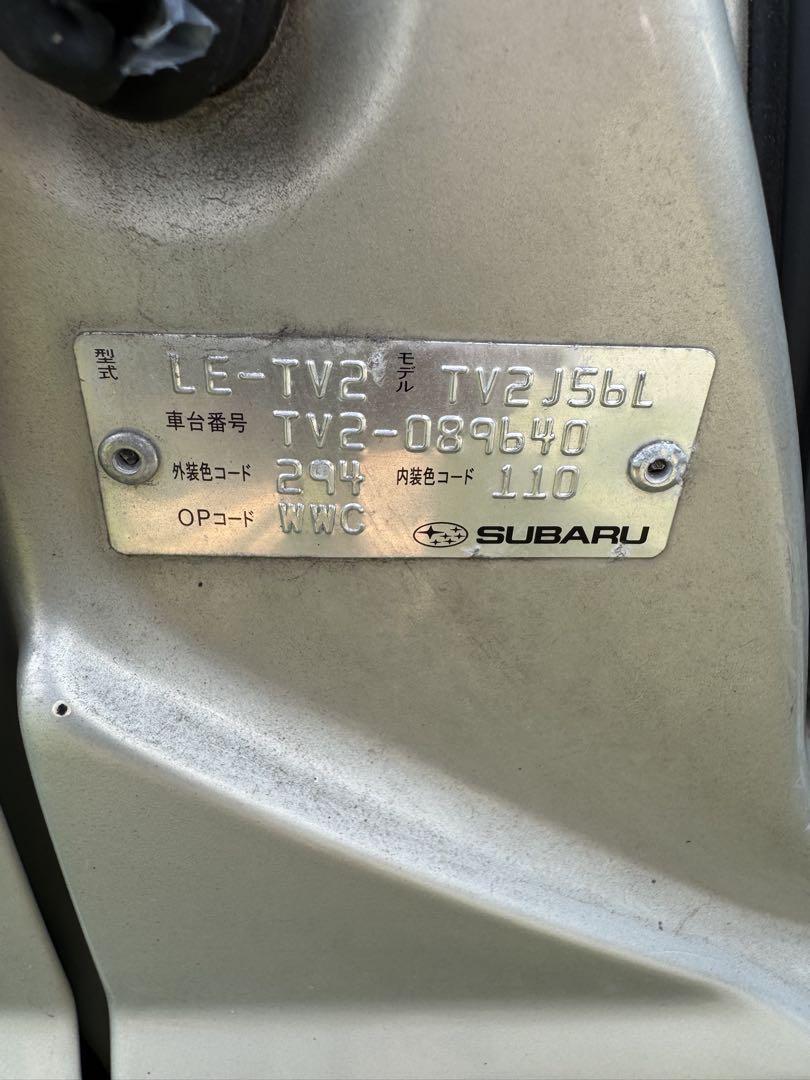 型式 LE-TV2 モデル TV2J56L
車台番号 TV2-089640
外装色コード 294 内装色コード 110
OPコード WWC SUBARU